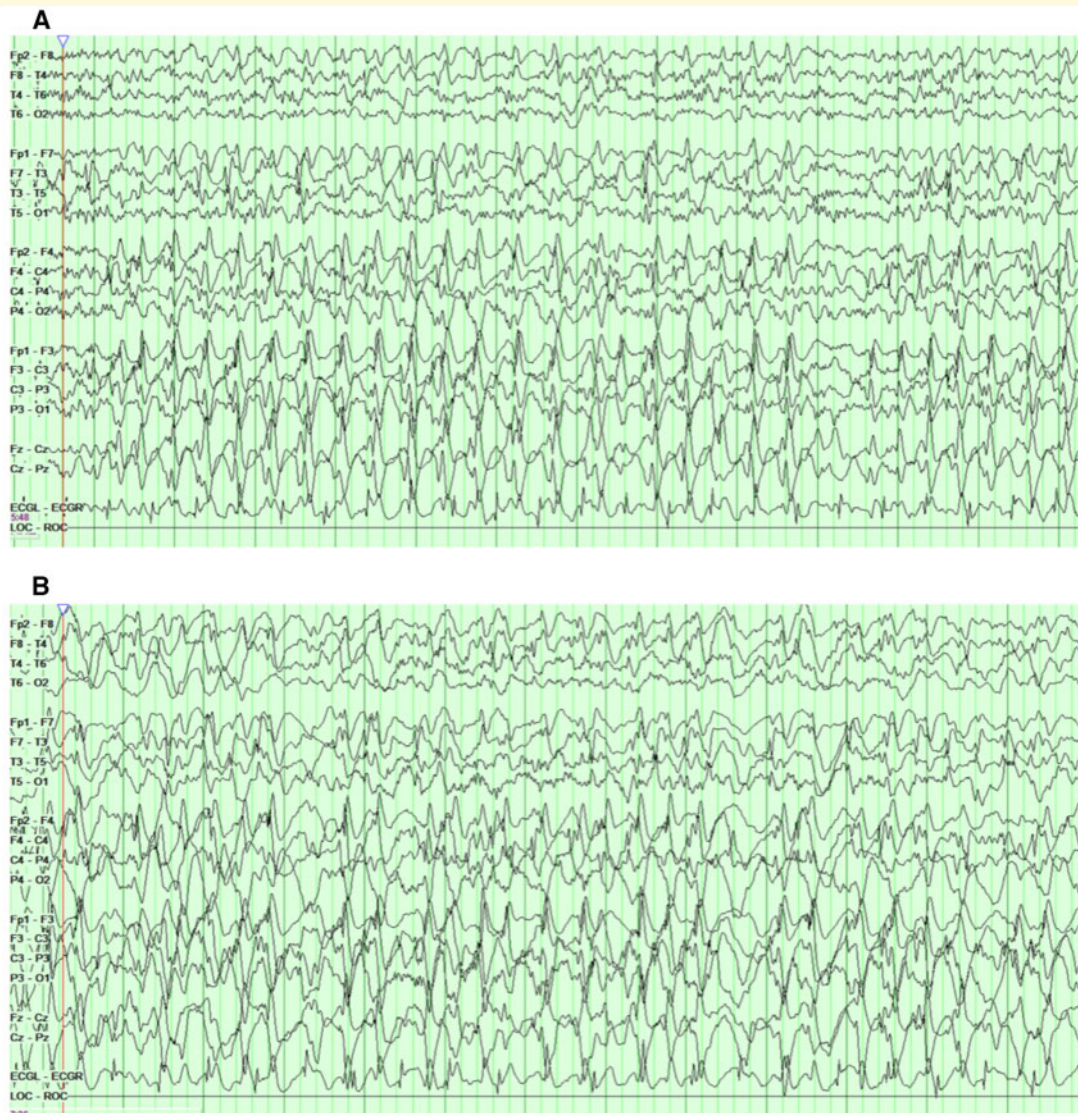 A
Fp2 - F8
F8 - T4
T4 - T6
T6 - O2
Fp1 - F7
F7 - T3
T3 - T5
T5 - O1
Fp2 - F4
F4 - C4
C4 - P4
P4 - O2
Fp1 - F3
F3 - C3
C3 - P3
P3 - O1
Fz - Cz
Cz - Pz
ECGL - ECGR
5:48
LOC - ROC
B
Fp2 - F8
F8 - T4
T4 - T6
T6 - O2
Fp1 - F7
F7 - T3
T3 - T5
T5 - O1
Fp2 - F4
F4 - C4
C4 - P4
P4 - O2
Fp1 - F3
F3 - C3
C3 - P3
P3 - O1
Fz - Cz
Cz - Pz
ECGL - ECGR
LOC - ROC